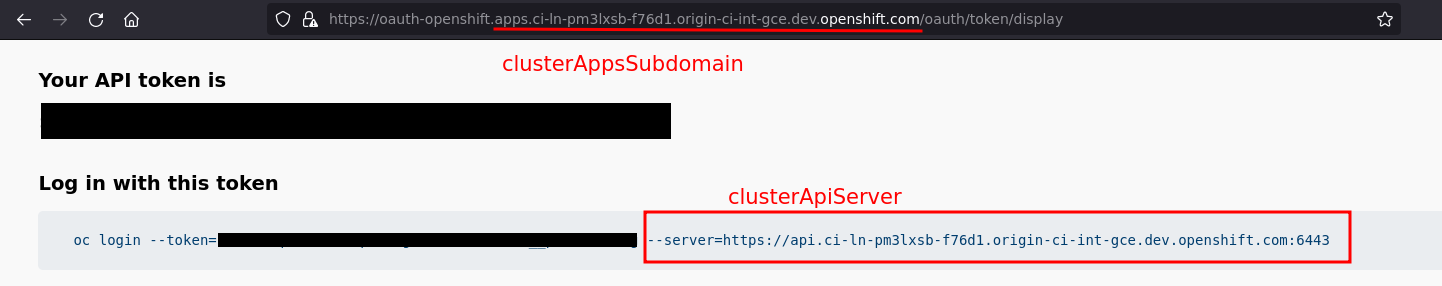 https://oauth-openshift.apps.ci-ln-pm3lxsb-f76d1.origin-ci-int-gce.dev.openshift.com/oauth/token/display
clusterAppsSubdomain
Your API token is
Log in with this token
clusterApiServer
oc login --token= --server=https://api.ci-ln-pm3lxsb-f76d1.origin-ci-int-gce.dev.openshift.com:6443